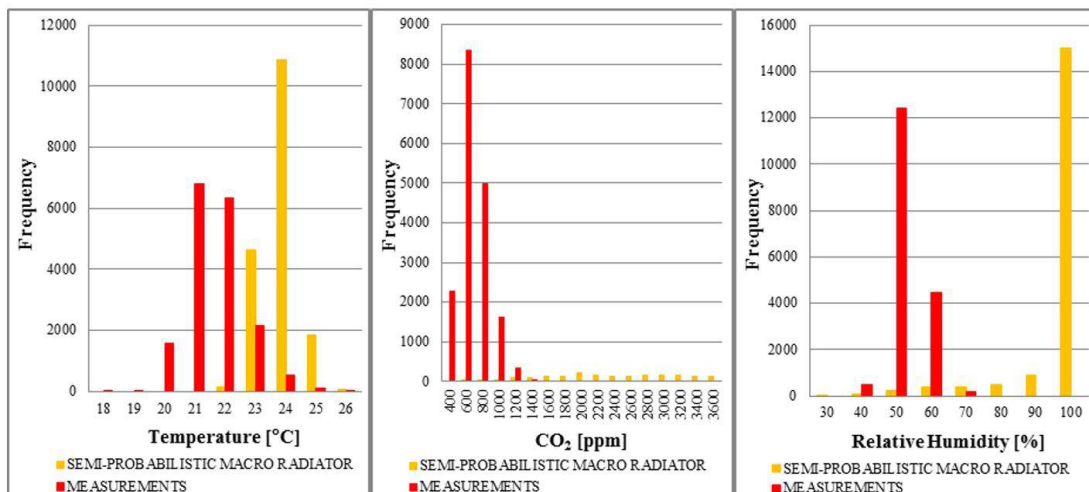 12000
10000
8000
6000
4000
2000
0
Frequency
18 19 20 21 22 23 24 25 26
Temperature [°C]
SEMI-PROBABILISTIC MACRO RADIATOR
MEASUREMENTS
9000
8000
7000
6000
5000
4000
3000
2000
1000
0
Frequency
400 600 800 1000 1200 1400 1600 1800 2000 2200 2400 2600 2800 3000 3200 3400 3600
CO₂ [ppm]
SEMI-PROBABILISTIC MACRO RADIATOR
MEASUREMENTS
16000
14000
12000
10000
8000
6000
4000
2000
0
Frequency
30 40 50 60 70 80 90 100
Relative Humidity [%]
SEMI-PROBABILISTIC MACRO RADIATOR
MEASUREMENTS